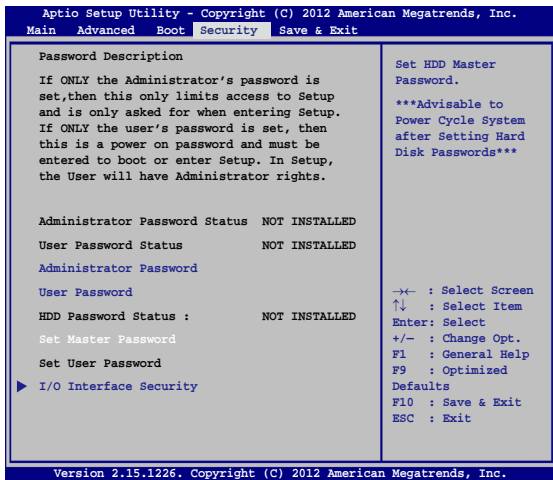 Aptio Setup Utility - Copyright (C) 2012 American Megatrends, Inc.
Main Advanced Boot Security Save & Exit
Password Description
If ONLY the Administrator's password is
set,then this only limits access to Setup
and is only asked for when entering Setup.
If ONLY the user's password is set, then
this is a power on password and must be
entered to boot or enter Setup. In Setup,
the User will have Administrator rights.
Administrator Password Status NOT INSTALLED
User Password Status NOT INSTALLED
Administrator Password
User Password
HDD Password Status : NOT INSTALLED
Set Master Password
Set User Password
I/O Interface Security
Set HDD Master
Password.
***Advisable to
Power Cycle System
after Setting Hard
Disk Passwords***
→← : Select Screen
↑↓ : Select Item
Enter: Select
+/— : Change Opt.
F1 : General Help
F9 : Optimized
Defaults
F10 : Save & Exit
ESC : Exit
Version 2.15.1226. Copyright (C) 2012 American Megatrends, Inc.